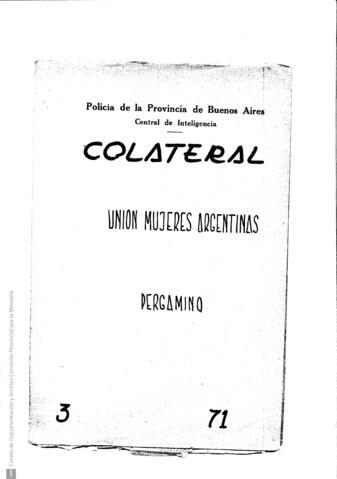 Policía de la Provincia de Buenos Aires
Central de Inteligencia
COLATERAL
UNION MUJERES ARGENTINAS
PERGAMINO
3 71
Centro de Documentación y Archivo Comisión Provincial por la Memoria